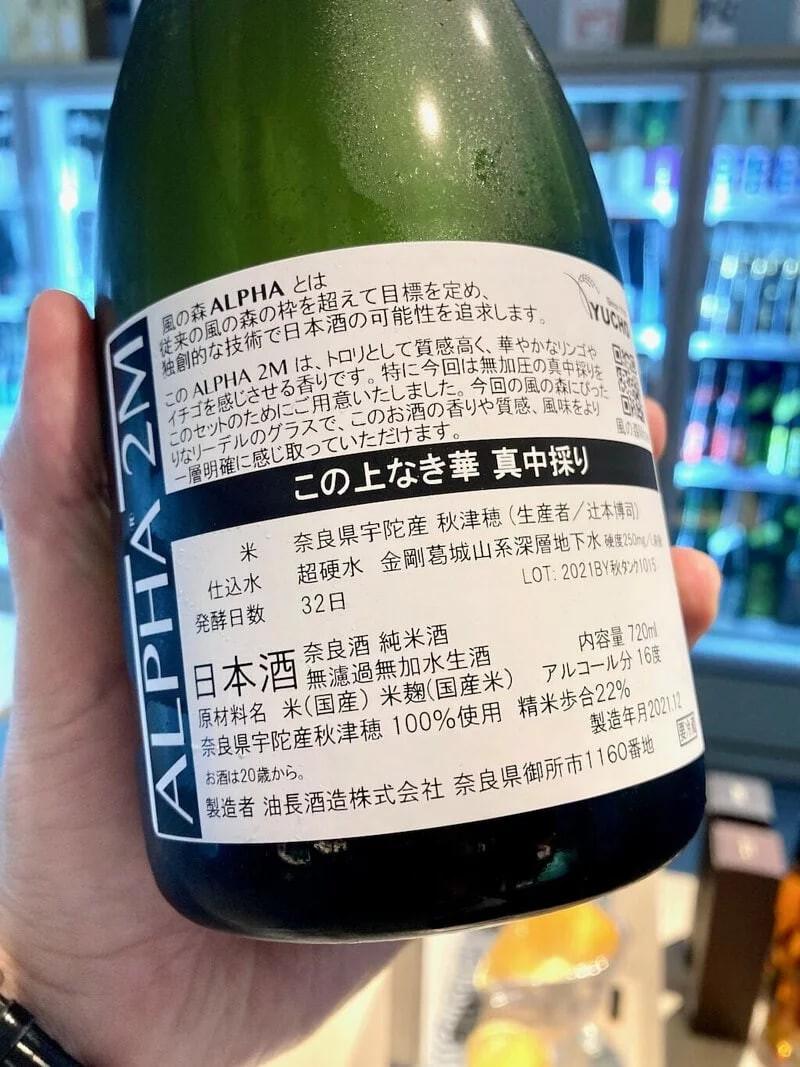 ALPHA 2M
風の森ALPHA とは
従来の風の森の枠を超えて目標を定め、
独創的な技術で日本酒の可能性を追求します。
YUCHO
この ALPHA 2M は、トロリとして質感高く、華やかなリンゴや
イチゴを感じさせる香りです。特に今回は無加圧の真中採りを
このセットのためにご用意いたしました。今回の風の森にぴった
りなリーデルのグラスで、このお酒の香りや質感、風味をより
一層明確に感じ取っていただけます。
この上なき華 真中採り
米 奈良県宇陀産 秋津穂(生産者/辻本博司)
仕込水 超硬水 金剛葛城山系深層地下水 硬度250mg/L
発酵日数 32日
LOT: 2021BY秋タンク1015
日本酒 奈良酒 純米酒
無濾過無加水生酒
内容量 720ml
アルコール分 16度
原材料名 米(国産) 米麹(国産米)
奈良県宇陀産秋津穂 100%使用 精米歩合22%
製造年月2021.12
お酒は20歳から。
要冷蔵
製造者 油長酒造株式会社 奈良県御所市1160番地